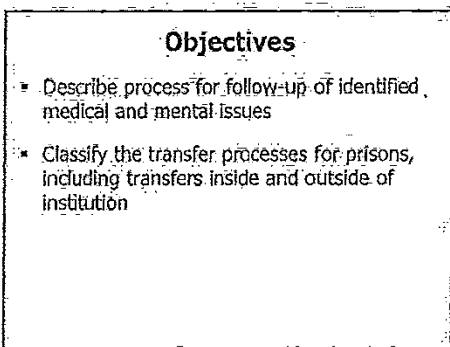 Objectives
▪ Describe process for follow-up of identified
medical and mental issues
▪ Classify the transfer processes for prisons,
including transfers inside and outside of
institution